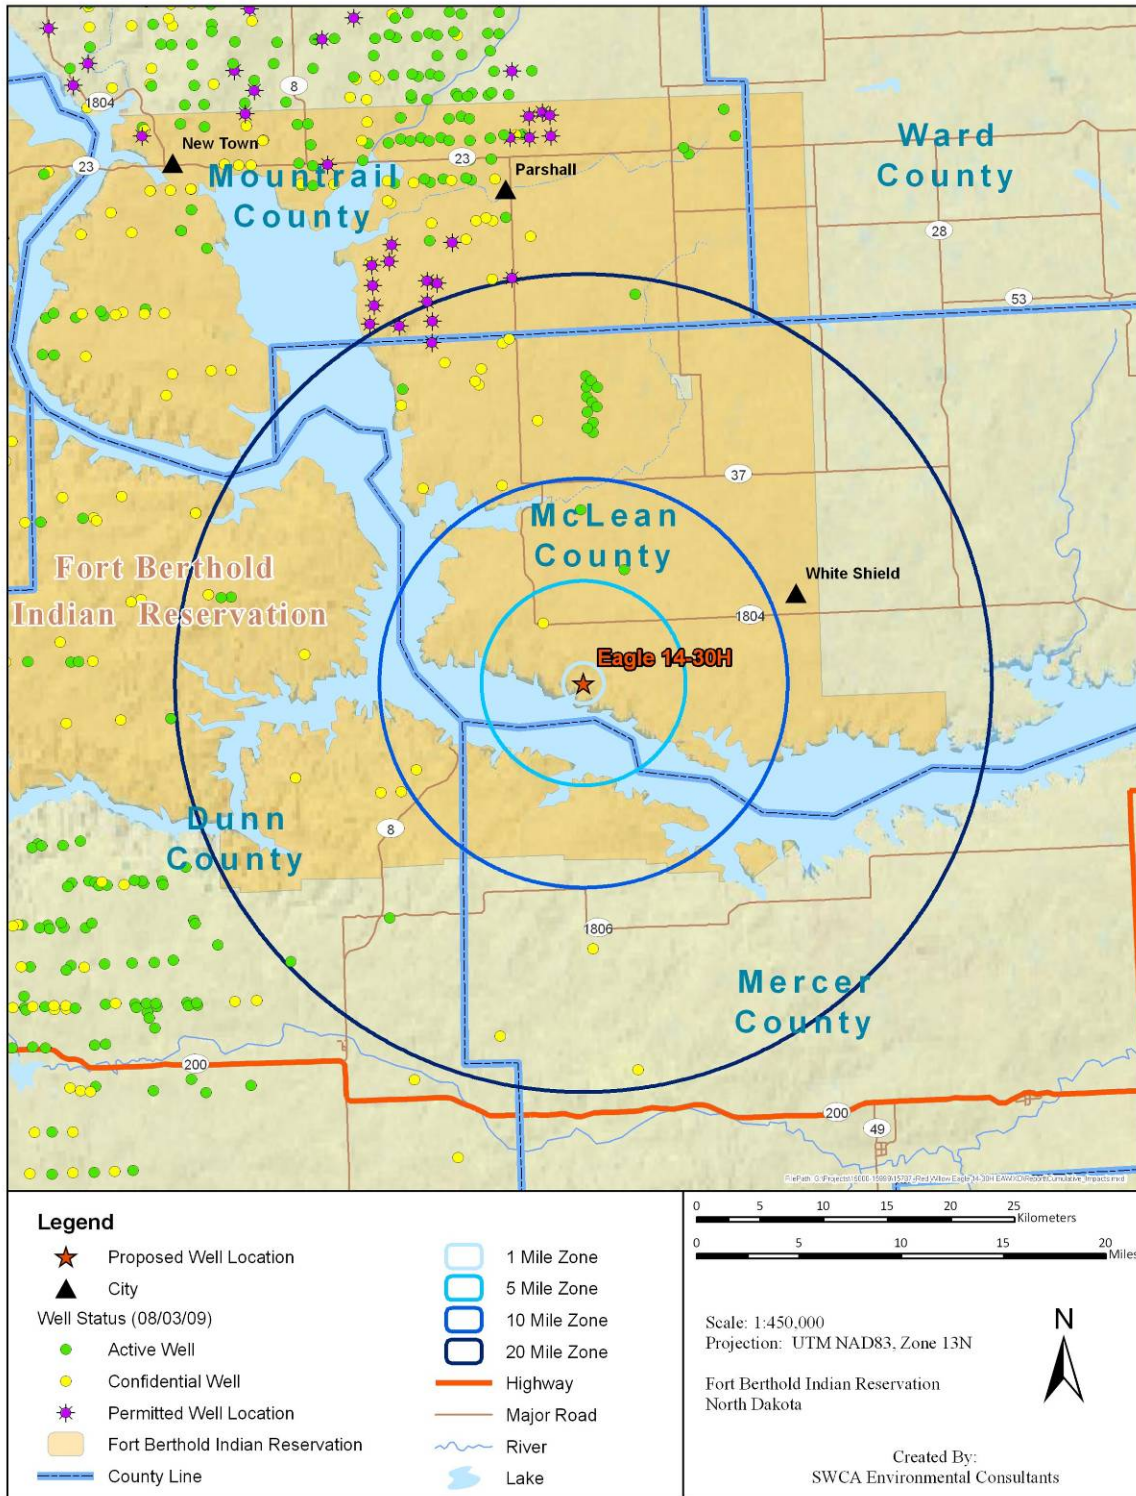 1804
8
New Town
23
23
Parshall
Mountrail
County
Ward
County
28
53
37
McLean
County
Fort Berthold
Indian Reservation
White Shield
1804
Eagle 14-30H
Dunn
County
8
1806
Mercer
County
200
200
49
Legend
Proposed Well Location
City
Well Status (08/03/09)
Active Well
Confidential Well
Permitted Well Location
Fort Berthold Indian Reservation
County Line
1 Mile Zone
5 Mile Zone
10 Mile Zone
20 Mile Zone
Highway
Major Road
River
Lake
0 5 10 15 20 25
Kilometers
0 5 10 15 20
Miles
Scale: 1:450,000
Projection: UTM NAD83, Zone 13N
Fort Berthold Indian Reservation
North Dakota
N
Created By:
SWCA Environmental Consultants